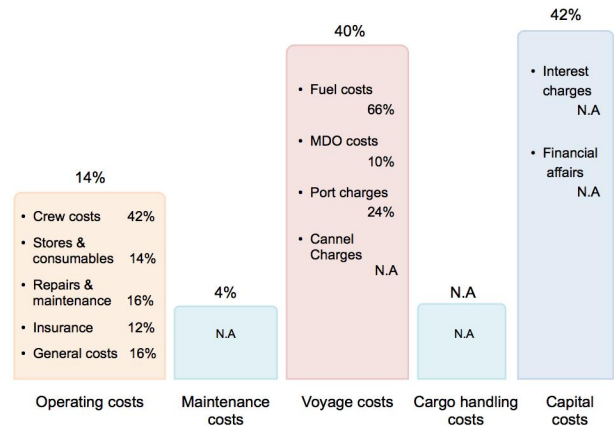 14%
• Crew costs 42%
• Stores &
consumables 14%
• Repairs &
maintenance 16%
• Insurance 12%
• General costs 16%
Operating costs
4%
N.A
Maintenance
costs
40%
• Fuel costs
66%
• MDO costs
10%
• Port charges
24%
• Cannel
Charges
N.A
Voyage costs
N.A
N.A
Cargo handling
costs
42%
• Interest
charges
N.A
• Financial
affairs
N.A
Capital
costs